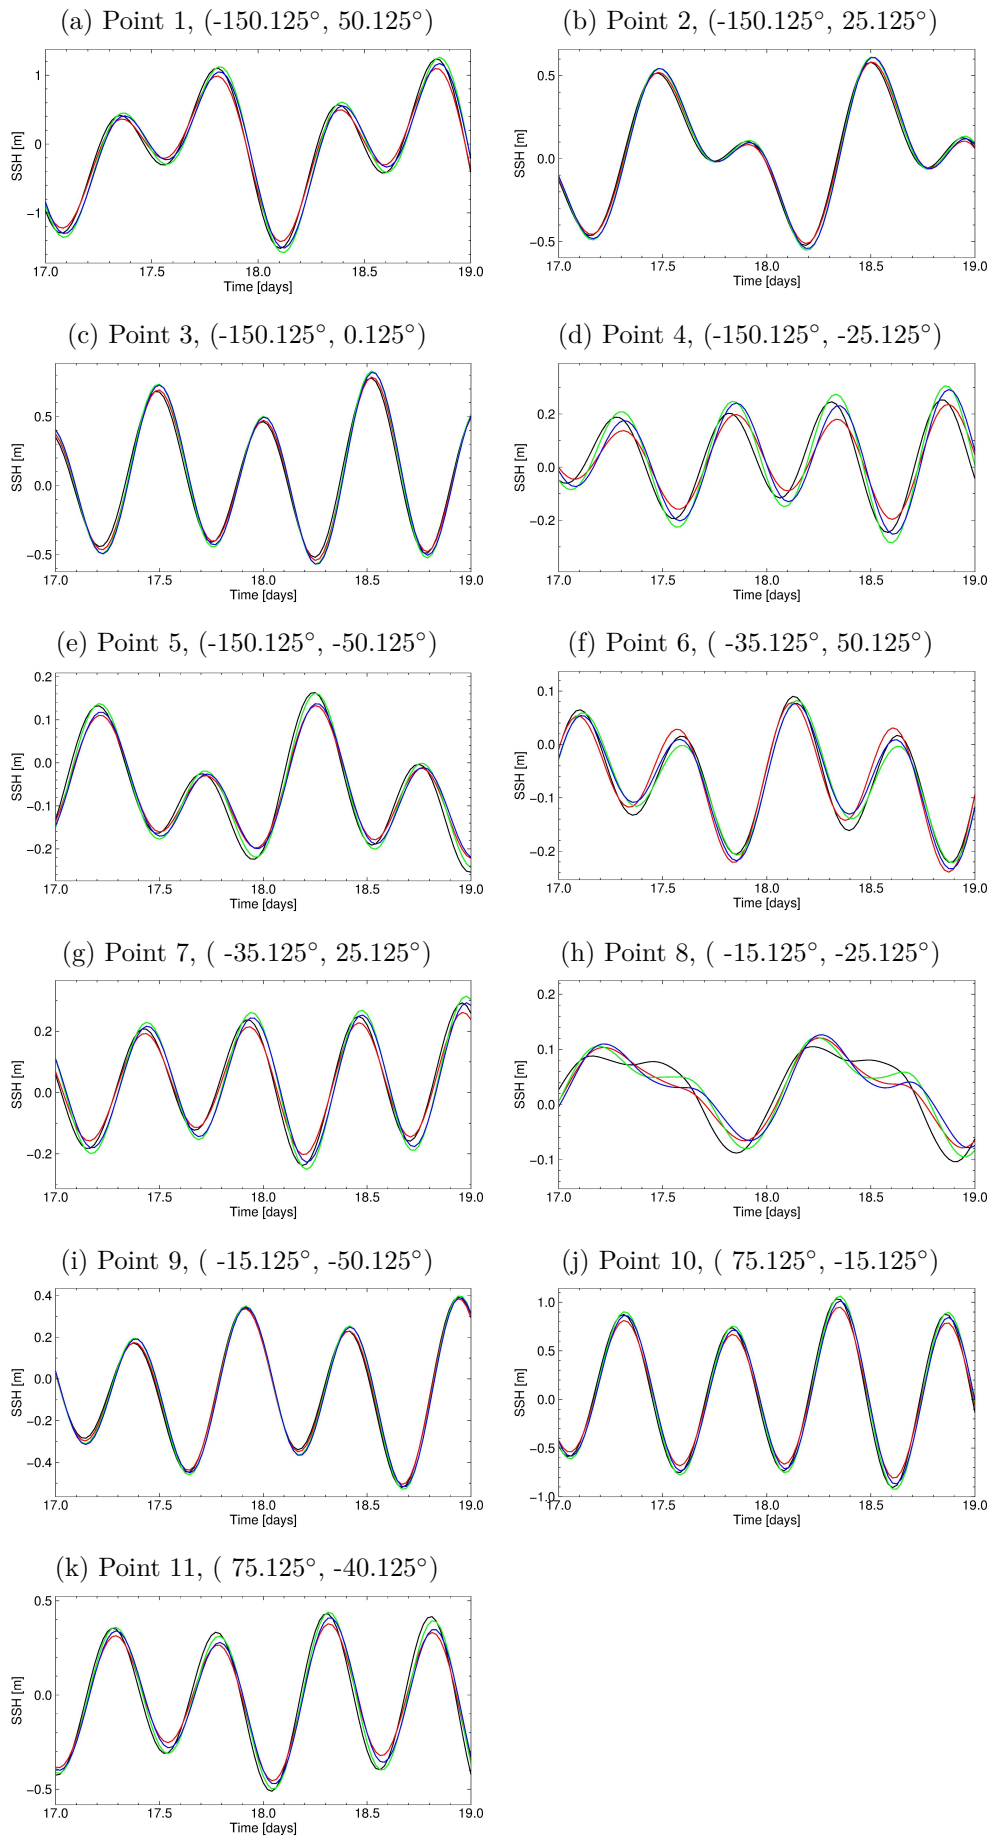 (a) Point 1, (-150.125°, 50.125°)
(b) Point 2, (-150.125°, 25.125°)
SSH [m]
1
0
−1
17.0 17.5 18.0 18.5 19.0
Time [days]
SSH [m]
0.5
0.0
−0.5
17.0 17.5 18.0 18.5 19.0
Time [days]
(c) Point 3, (-150.125°, 0.125°)
(d) Point 4, (-150.125°, -25.125°)
SSH [m]
0.5
0.0
−0.5
17.0 17.5 18.0 18.5 19.0
Time [days]
SSH [m]
0.2
0.0
−0.2
17.0 17.5 18.0 18.5 19.0
Time [days]
(e) Point 5, (-150.125°, -50.125°)
(f) Point 6, ( -35.125°, 50.125°)
SSH [m]
0.2
0.1
0.0
−0.1
−0.2
17.0 17.5 18.0 18.5 19.0
Time [days]
SSH [m]
0.1
0.0
−0.1
−0.2
17.0 17.5 18.0 18.5 19.0
Time [days]
(g) Point 7, ( -35.125°, 25.125°)
(h) Point 8, ( -15.125°, -25.125°)
SSH [m]
0.2
0.0
−0.2
17.0 17.5 18.0 18.5 19.0
Time [days]
SSH [m]
0.2
0.1
0.0
−0.1
17.0 17.5 18.0 18.5 19.0
Time [days]
(i) Point 9, ( -15.125°, -50.125°)
(j) Point 10, ( 75.125°, -15.125°)
SSH [m]
0.4
0.2
0.0
−0.2
−0.4
17.0 17.5 18.0 18.5 19.0
Time [days]
SSH [m]
1.0
0.5
0.0
−0.5
−1.0
17.0 17.5 18.0 18.5 19.0
Time [days]
(k) Point 11, ( 75.125°, -40.125°)
SSH [m]
0.5
0.0
−0.5
17.0 17.5 18.0 18.5 19.0
Time [days]